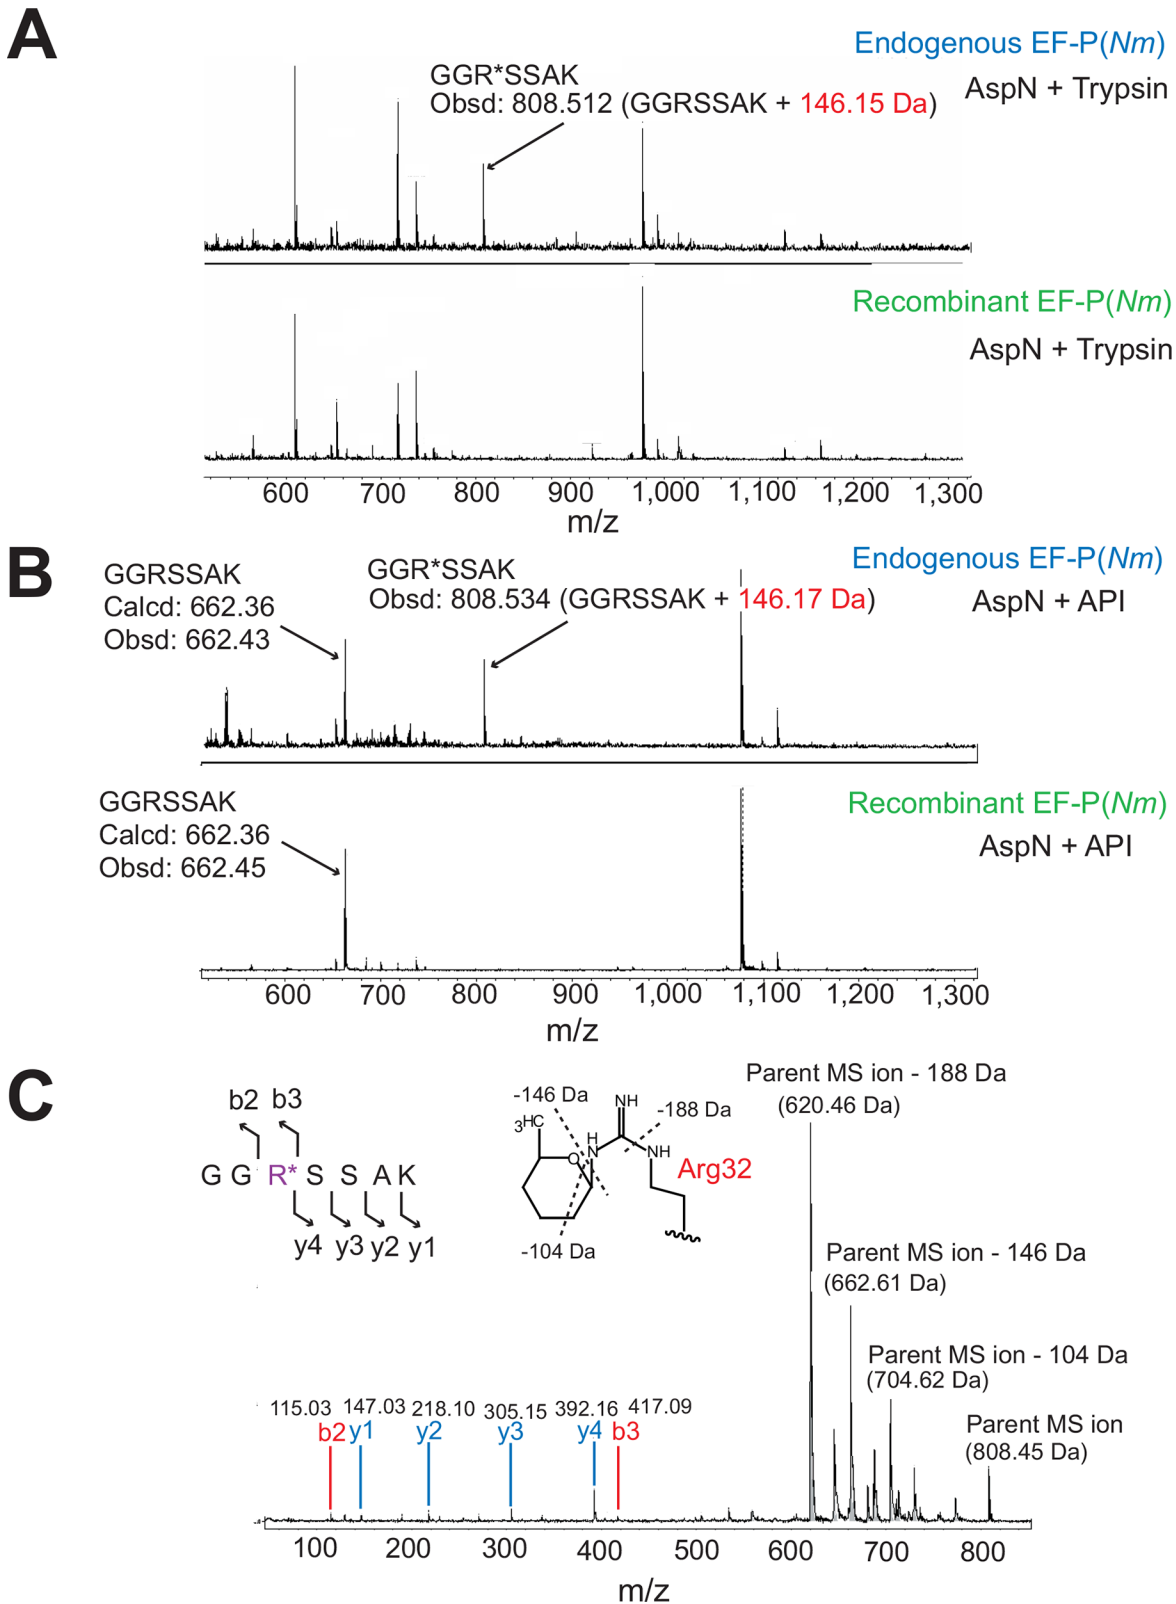 A
Endogenous EF-P(Nm)
AspN + Trypsin
GGR*SSAK
Obsd: 808.512 (GGRSSAK + 146.15 Da)
Recombinant EF-P(Nm)
AspN + Trypsin
600 700 800 900 1,000 1,100 1,200 1,300
m/z
B
Endogenous EF-P(Nm)
AspN + API
GGRSSAK
Calcd: 662.36
Obsd: 662.43
GGR*SSAK
Obsd: 808.534 (GGRSSAK + 146.17 Da)
Recombinant EF-P(Nm)
AspN + API
GGRSSAK
Calcd: 662.36
Obsd: 662.45
600 700 800 900 1,000 1,100 1,200 1,300
m/z
C
b2 b3
G G R* S S A K
y4 y3 y2 y1
-146 Da
NH
-188 Da
3HC
H
N
O
NH
Arg32
-104 Da
Parent MS ion - 188 Da
(620.46 Da)
Parent MS ion - 146 Da
(662.61 Da)
Parent MS ion - 104 Da
(704.62 Da)
Parent MS ion
(808.45 Da)
115.03 147.03 218.10 305.15 392.16 417.09
b2 y1 y2 y3 y4 b3
100 200 300 400 500 600 700 800
m/z